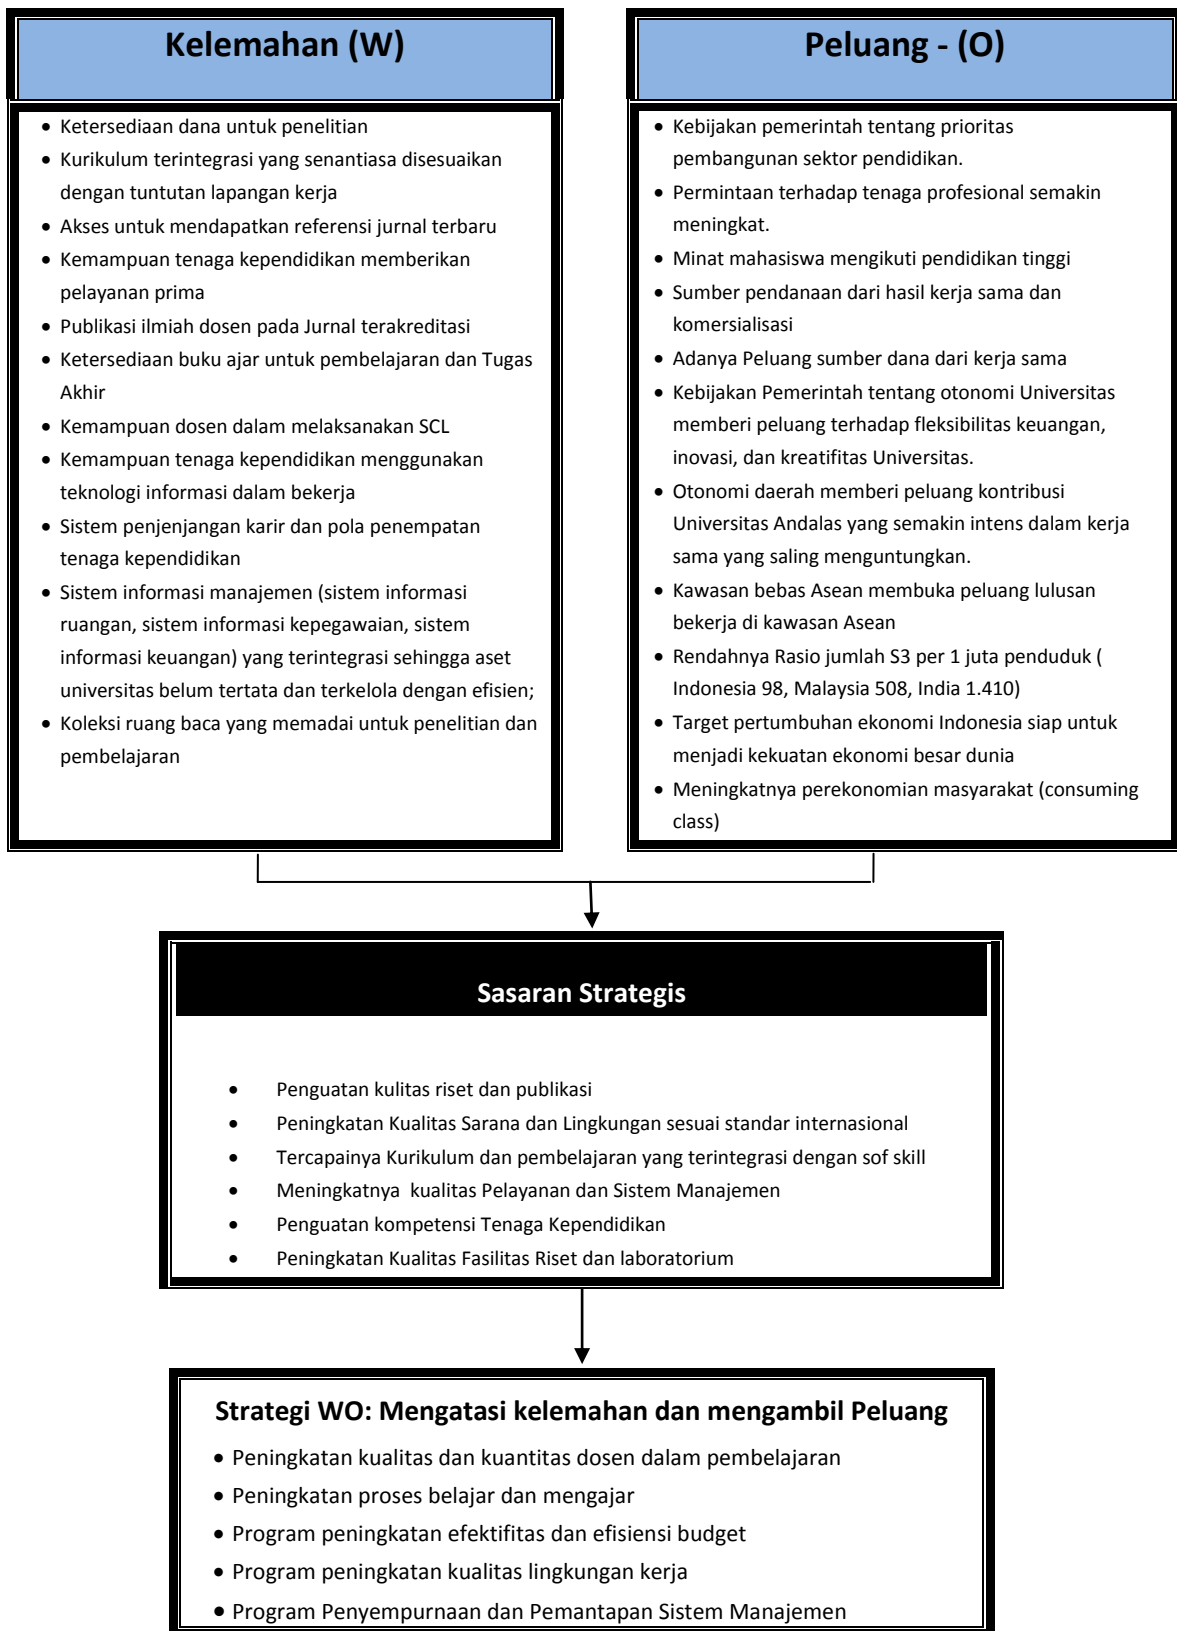 Kelemahan (W)
• Ketersediaan dana untuk penelitian
• Kurikulum terintegrasi yang senantiasa disesuaikan
dengan tuntutan lapangan kerja
• Akses untuk mendapatkan referensi jurnal terbaru
• Kemampuan tenaga kependidikan memberikan
pelayanan prima
• Publikasi ilmiah dosen pada Jurnal terakreditasi
• Ketersediaan buku ajar untuk pembelajaran dan Tugas
Akhir
• Kemampuan dosen dalam melaksanakan SCL
• Kemampuan tenaga kependidikan menggunakan
teknologi informasi dalam bekerja
• Sistem penjenjangan karir dan pola penempatan
tenaga kependidikan
• Sistem informasi manajemen (sistem informasi
ruangan, sistem informasi kepegawaian, sistem
informasi keuangan) yang terintegrasi sehingga aset
universitas belum tertata dan terkelola dengan efisien;
• Koleksi ruang baca yang memadai untuk penelitian dan
pembelajaran
Peluang - (O)
• Kebijakan pemerintah tentang prioritas
pembangunan sektor pendidikan.
• Permintaan terhadap tenaga profesional semakin
meningkat.
• Minat mahasiswa mengikuti pendidikan tinggi
• Sumber pendanaan dari hasil kerja sama dan
komersialisasi
• Adanya Peluang sumber dana dari kerja sama
• Kebijakan Pemerintah tentang otonomi Universitas
memberi peluang terhadap fleksibilitas keuangan,
inovasi, dan kreatifitas Universitas.
• Otonomi daerah memberi peluang kontribusi
Universitas Andalas yang semakin intens dalam kerja
sama yang saling menguntungkan.
• Kawasan bebas Asean membuka peluang lulusan
bekerja di kawasan Asean
• Rendahnya Rasio jumlah S3 per 1 juta penduduk (
Indonesia 98, Malaysia 508, India 1.410)
• Target pertumbuhan ekonomi Indonesia siap untuk
menjadi kekuatan ekonomi besar dunia
• Meningkatnya perekonomian masyarakat (consuming
class)
Sasaran Strategis
• Penguatan kulitas riset dan publikasi
• Peningkatan Kualitas Sarana dan Lingkungan sesuai standar internasional
• Tercapainya Kurikulum dan pembelajaran yang terintegrasi dengan sof skill
• Meningkatnya kualitas Pelayanan dan Sistem Manajemen
• Penguatan kompetensi Tenaga Kependidikan
• Peningkatan Kualitas Fasilitas Riset dan laboratorium
Strategi WO: Mengatasi kelemahan dan mengambil Peluang
• Peningkatan kualitas dan kuantitas dosen dalam pembelajaran
• Peningkatan proses belajar dan mengajar
• Program peningkatan efektifitas dan efisiensi budget
• Program peningkatan kualitas lingkungan kerja
• Program Penyempurnaan dan Pemantapan Sistem Manajemen